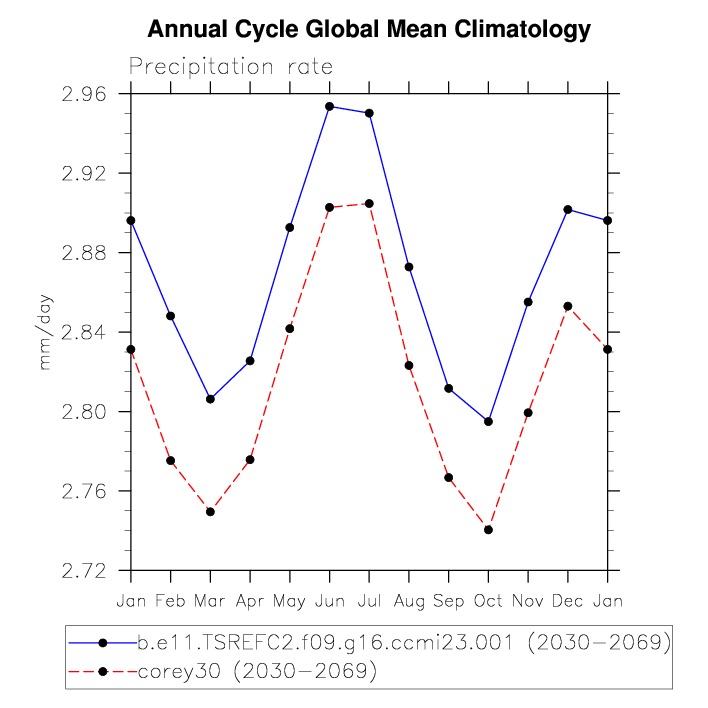 Annual Cycle Global Mean Climatology
Precipitation rate
2.96
2.92
2.88
2.84
2.80
2.76
2.72
mm/day
Jan Feb Mar Apr May Jun Jul Aug Sep Oct Nov Dec Jan
b.e11.TSREFC2.f09.g16.ccmi23.001 (2030-2069)
corey30 (2030-2069)